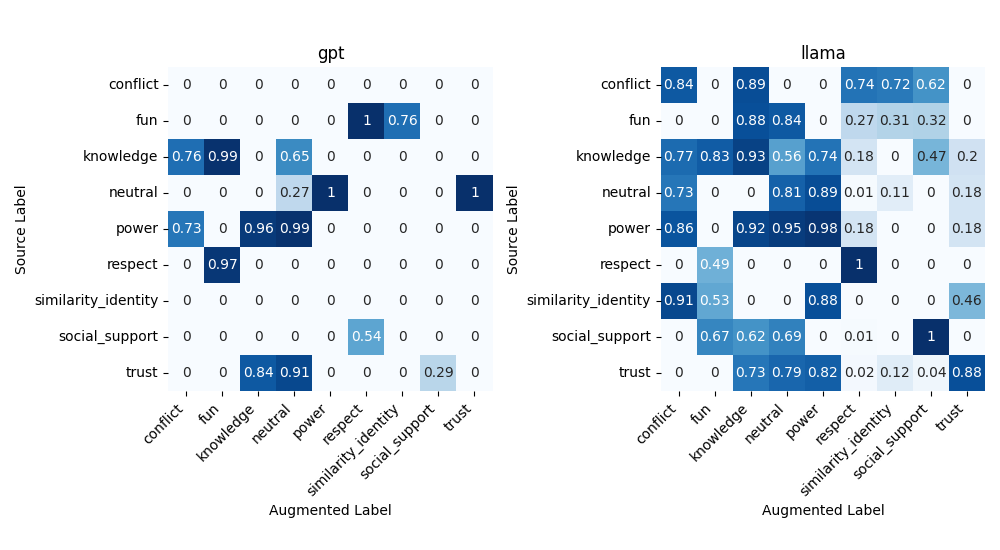 gpt
conflict 0 0 0 0 0 0 0 0 0
fun 0 0 0 0 0 1 0.76 0 0
knowledge 0.76 0.99 0 0.65 0 0 0 0 0
neutral 0 0 0 0.27 1 0 0 0 1
power 0.73 0 0.96 0.99 0 0 0 0 0
respect 0 0.97 0 0 0 0 0 0 0
similarity_identity 0 0 0 0 0 0 0 0 0
social_support 0 0 0 0 0 0.54 0 0 0
trust 0 0 0.84 0.91 0 0 0 0.29 0
conflict fun knowledge neutral power respect similarity_identity social_support trust
Source Label
Augmented Label
llama
conflict 0.84 0 0.89 0 0 0.74 0.72 0.62 0
fun 0 0 0.88 0.84 0 0.27 0.31 0.32 0
knowledge 0.77 0.83 0.93 0.56 0.74 0.18 0 0.47 0.2
neutral 0.73 0 0 0.81 0.89 0.01 0.11 0 0.18
power 0.86 0 0.92 0.95 0.98 0.18 0 0 0.18
respect 0 0.49 0 0 0 1 0 0 0
similarity_identity 0.91 0.53 0 0 0.88 0 0 0 0.46
social_support 0 0.67 0.62 0.69 0 0.01 0 1 0
trust 0 0 0.73 0.79 0.82 0.02 0.12 0.04 0.88
conflict fun knowledge neutral power respect similarity_identity social_support trust
Source Label
Augmented Label